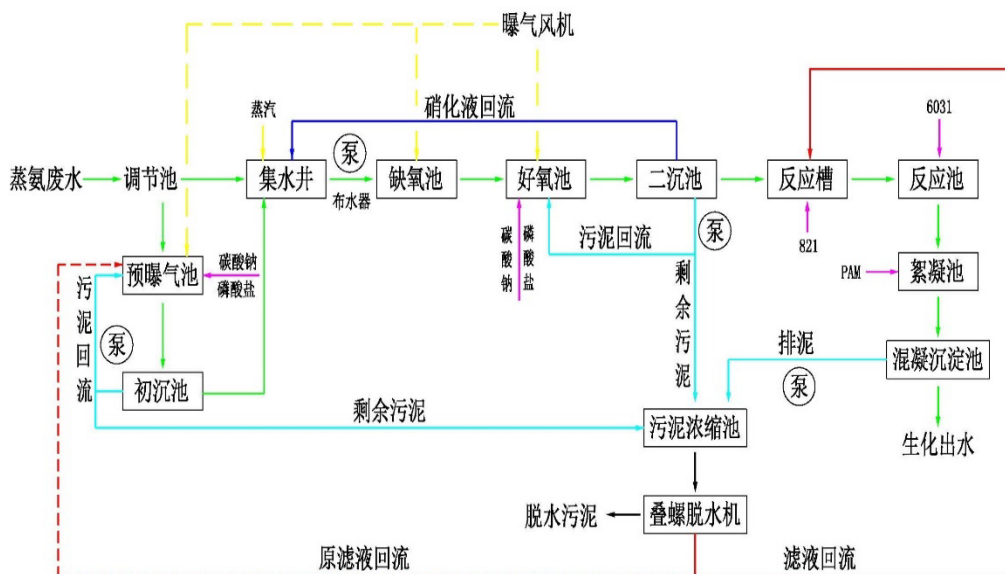 曝气风机
6031
蒸汽
硝化液回流
泵
蒸氨废水
调节池
集水井
缺氧池
好氧池
二沉池
反应槽
反应池
布水器
污泥回流
泵
碳酸钠
磷酸盐
821
预曝气池
碳酸钠
磷酸盐
PAM
絮凝池
污泥回流
泵
剩余污泥
排泥
混凝沉淀池
泵
初沉池
剩余污泥
污泥浓缩池
生化出水
脱水污泥
叠螺脱水机
原滤液回流
滤液回流